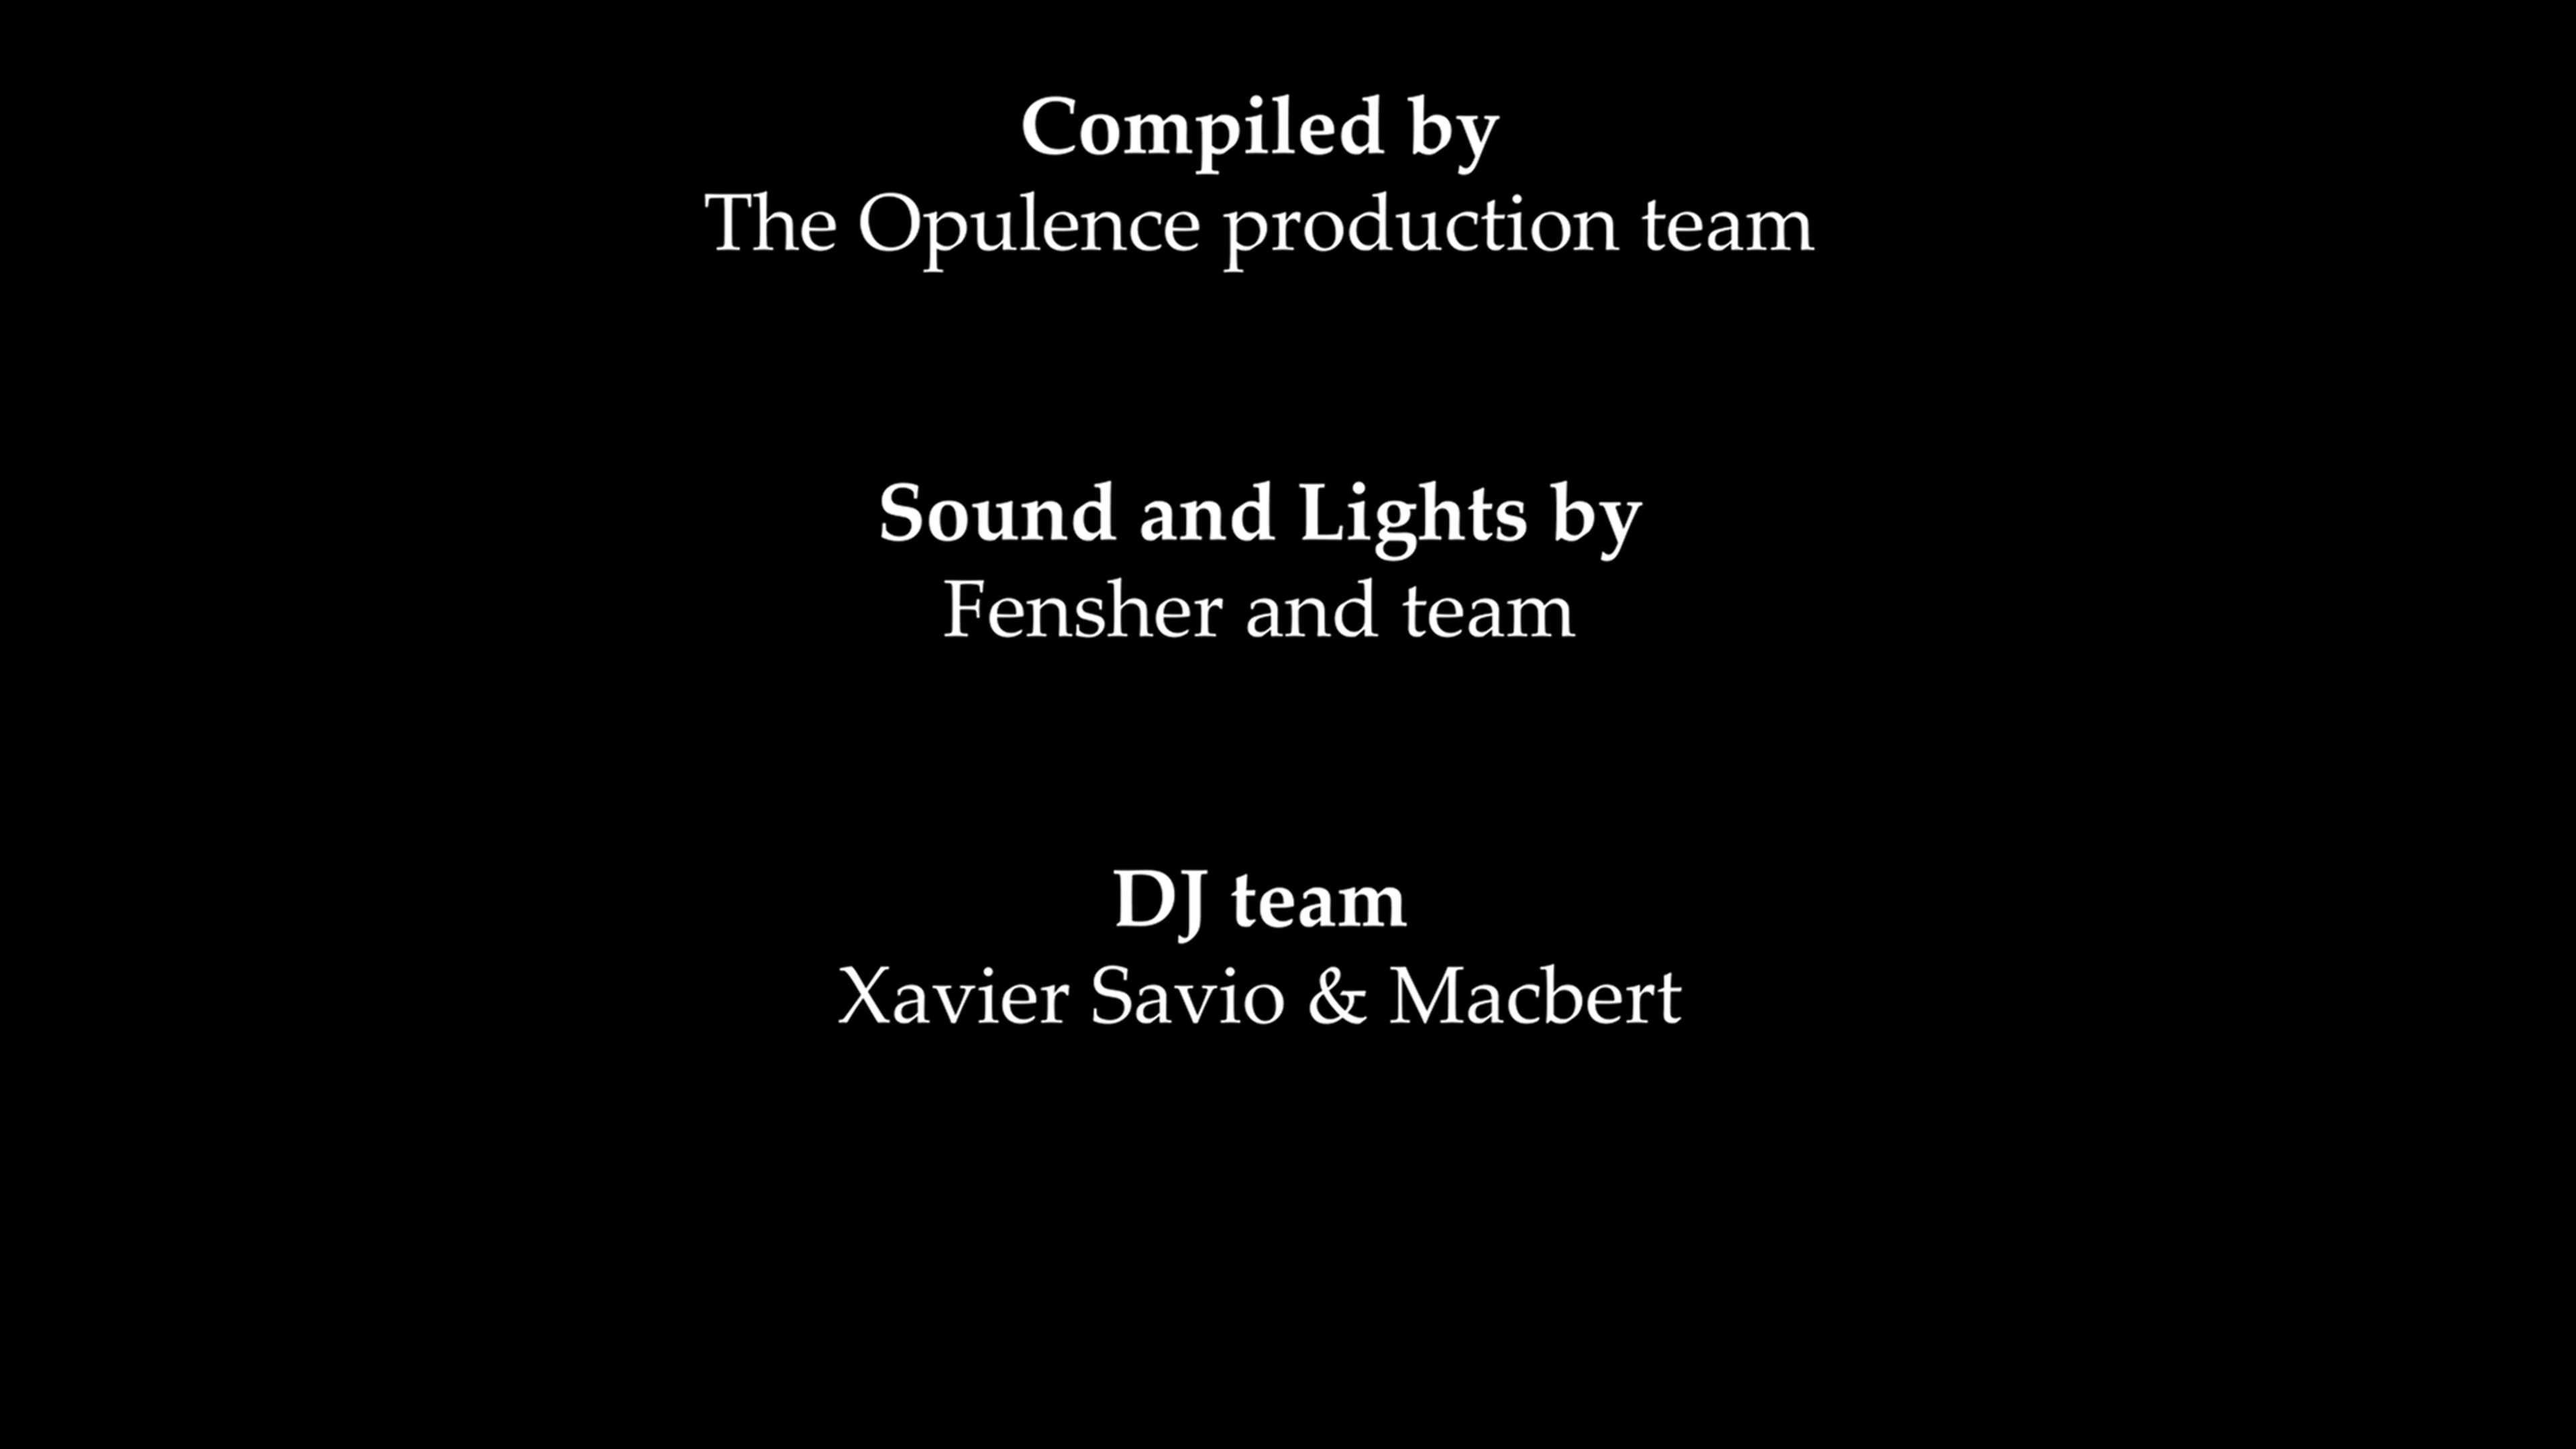 Compiled by
The Opulence production team
Sound and Lights by
Fensher and team
DJ team
Xavier Savio & Macbert